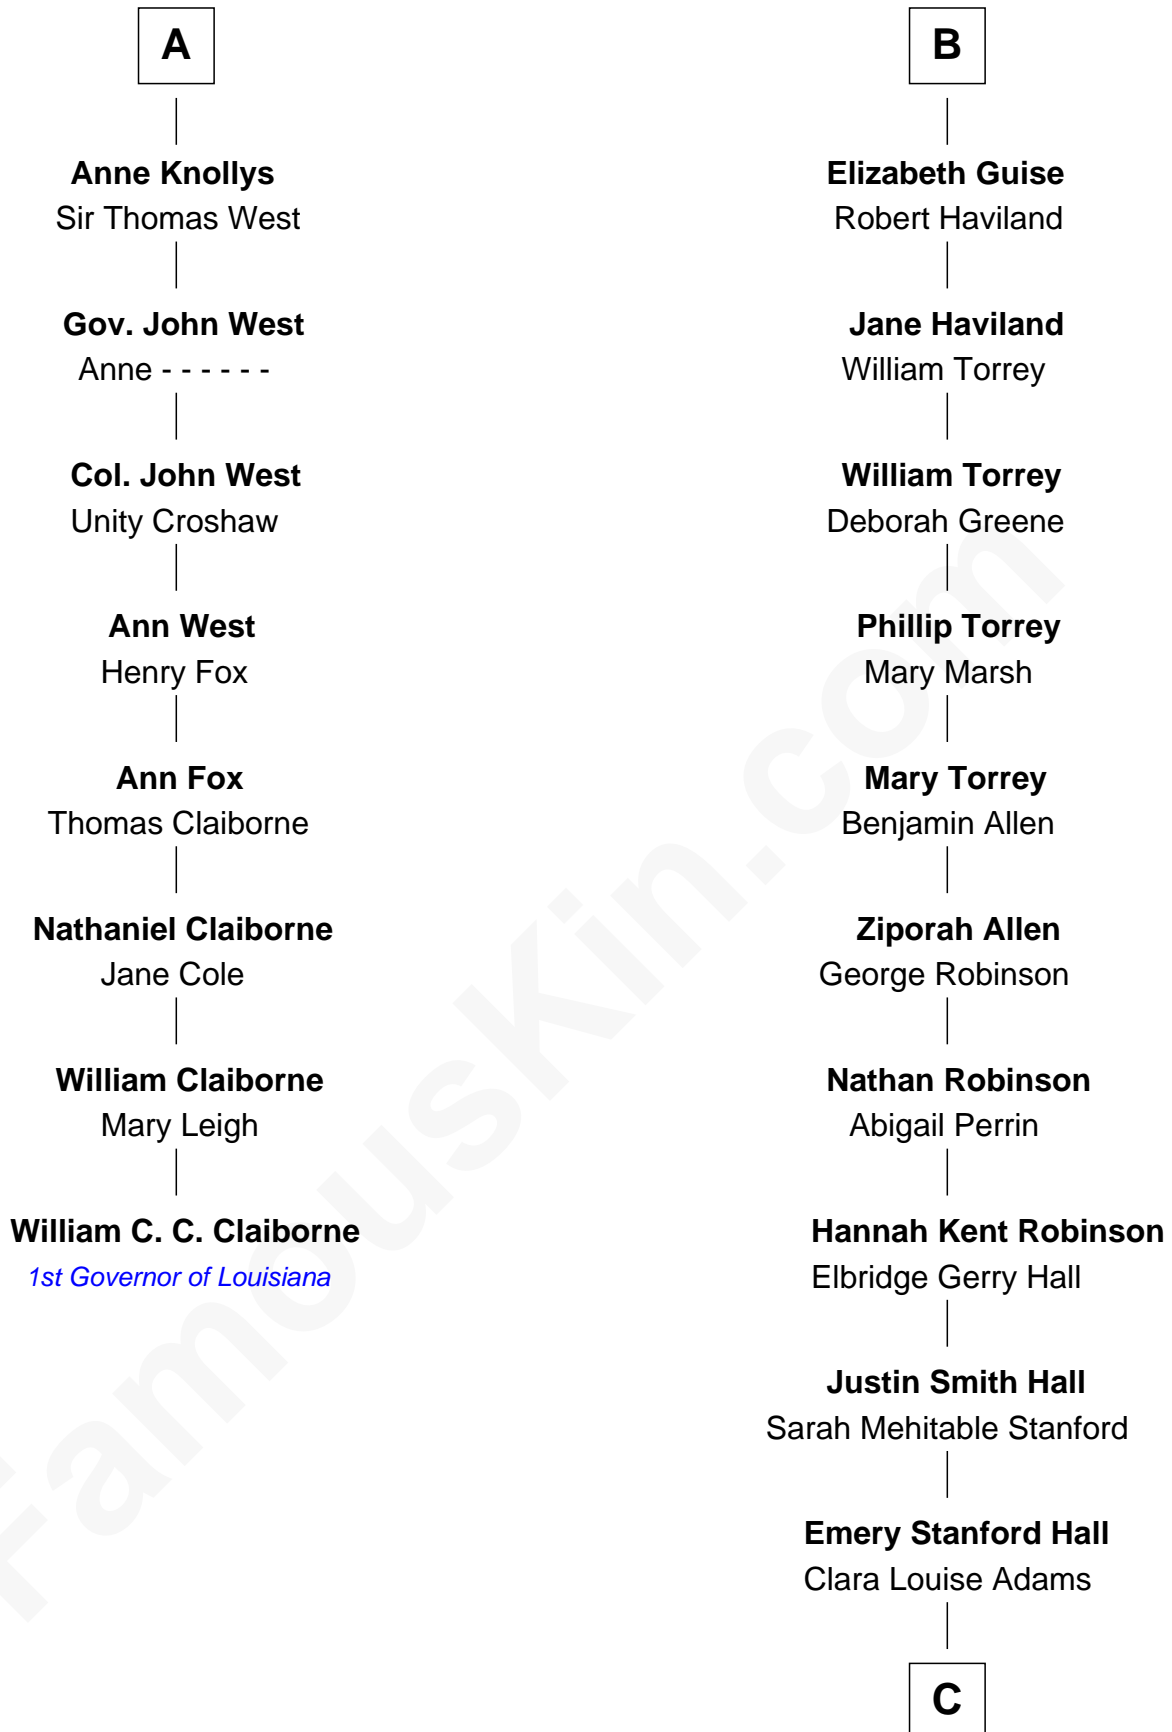 A
Anne Knollys
Sir Thomas West
Gov. John West
Anne - - - - - -
Col. John West
Unity Croshaw
Ann West
Henry Fox
Ann Fox
Thomas Claiborne
Nathaniel Claiborne
Jane Cole
William Claiborne
Mary Leigh
William C. C. Claiborne
1st Governor of Louisiana
B
Elizabeth Guise
Robert Haviland
Jane Haviland
William Torrey
William Torrey
Deborah Greene
Phillip Torrey
Mary Marsh
Mary Torrey
Benjamin Allen
Ziporah Allen
George Robinson
Nathan Robinson
Abigail Perrin
Hannah Kent Robinson
Elbridge Gerry Hall
Justin Smith Hall
Sarah Mehitable Stanford
Emery Stanford Hall
Clara Louise Adams
C
FamousKin.com